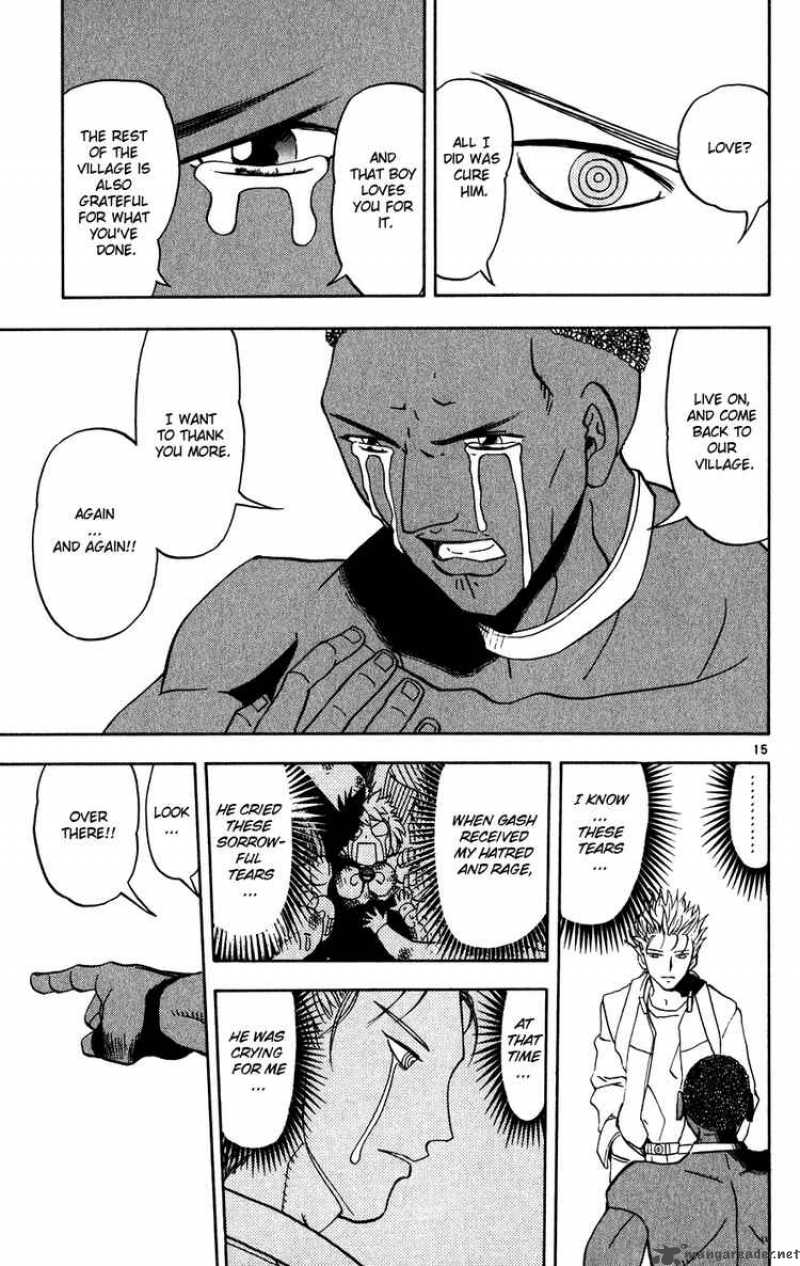 LOVE?
ALL I
DID WAS
CURE
HIM.
AND
THAT BOY
LOVES
YOU FOR
IT.
THE REST
OF THE
VILLAGE IS
ALSO
GRATEFUL
FOR WHAT
YOU'VE
DONE.
LIVE ON,
AND COME
BACK TO
OUR
VILLAGE.
I WANT
TO THANK
YOU MORE.
AGAIN
...
AND AGAIN!!
15
........
I KNOW
...
THESE
TEARS
...
WHEN GASH
RECEIVED
MY HATRED
AND RAGE,
HE CRIED
THESE
SORROW-
FUL
TEARS
...
AT
THAT
TIME
...
HE WAS
CRYING
FOR ME
...
LOOK
...
OVER
THERE!!
mangareader.net